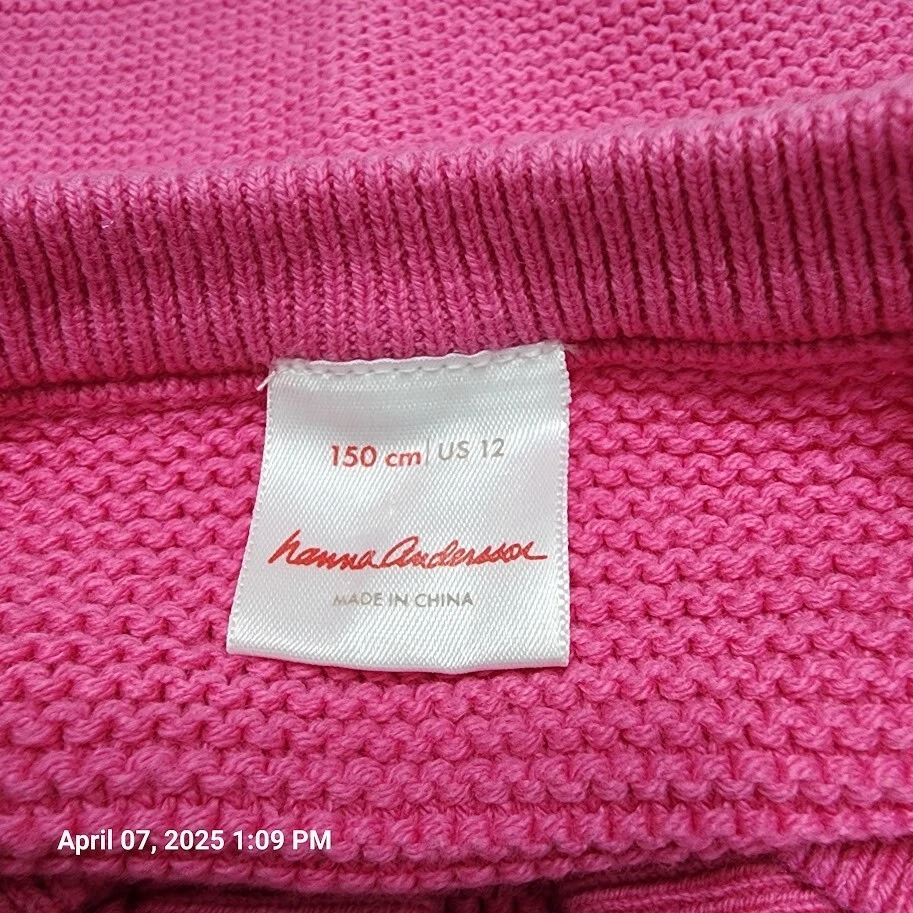 150 cm | US 12
hanna Andersson
MADE IN CHINA
April 07, 2025 1:09 PM